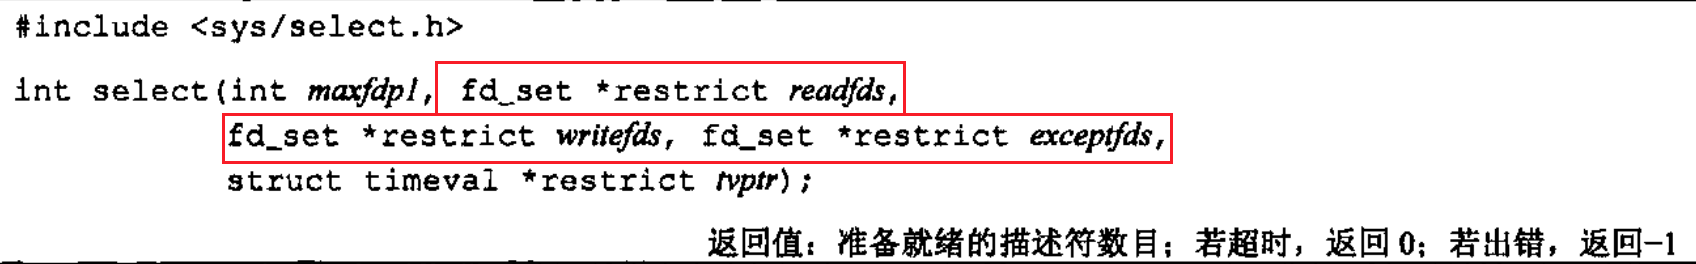 #include <sys/select.h>
int select(int maxfdp1, fd_set *restrict readfds,
fd_set *restrict writefds, fd_set *restrict exceptfds,
struct timeval *restrict tvptr);
返回值：准备就绪的描述符数目；若超时，返回 0；若出错，返回-1